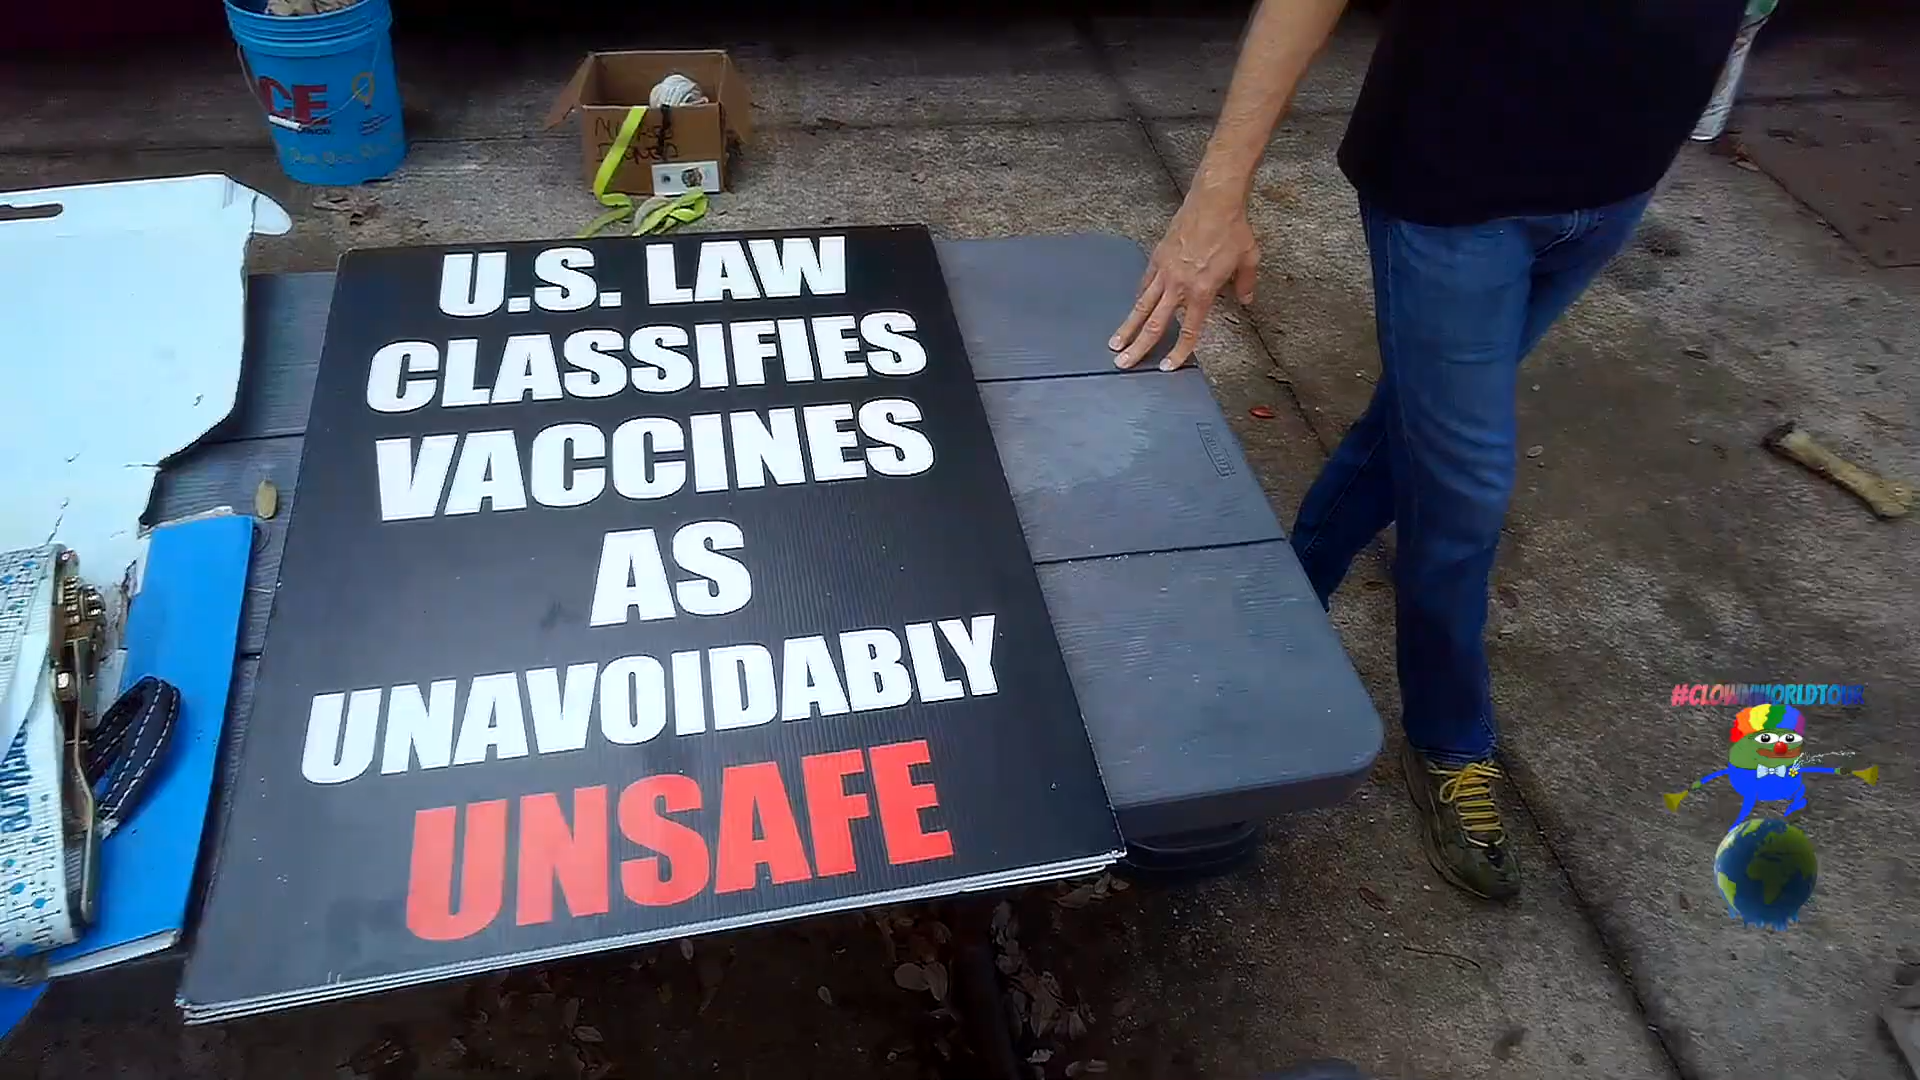 U.S. LAW
CLASSIFIES
VACCINES
AS
UNAVOIDABLY
UNSAFE
#CLOWNWORLDTOUR